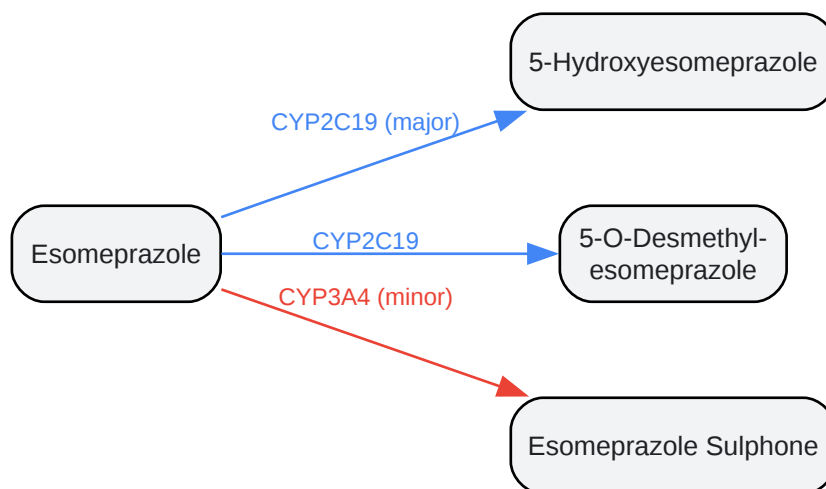 5-Hydroxyesomeprazole
CYP2C19 (major)
Esomeprazole
CYP2C19
5-O-Desmethyl-
esomeprazole
CYP3A4 (minor)
Esomeprazole Sulphone